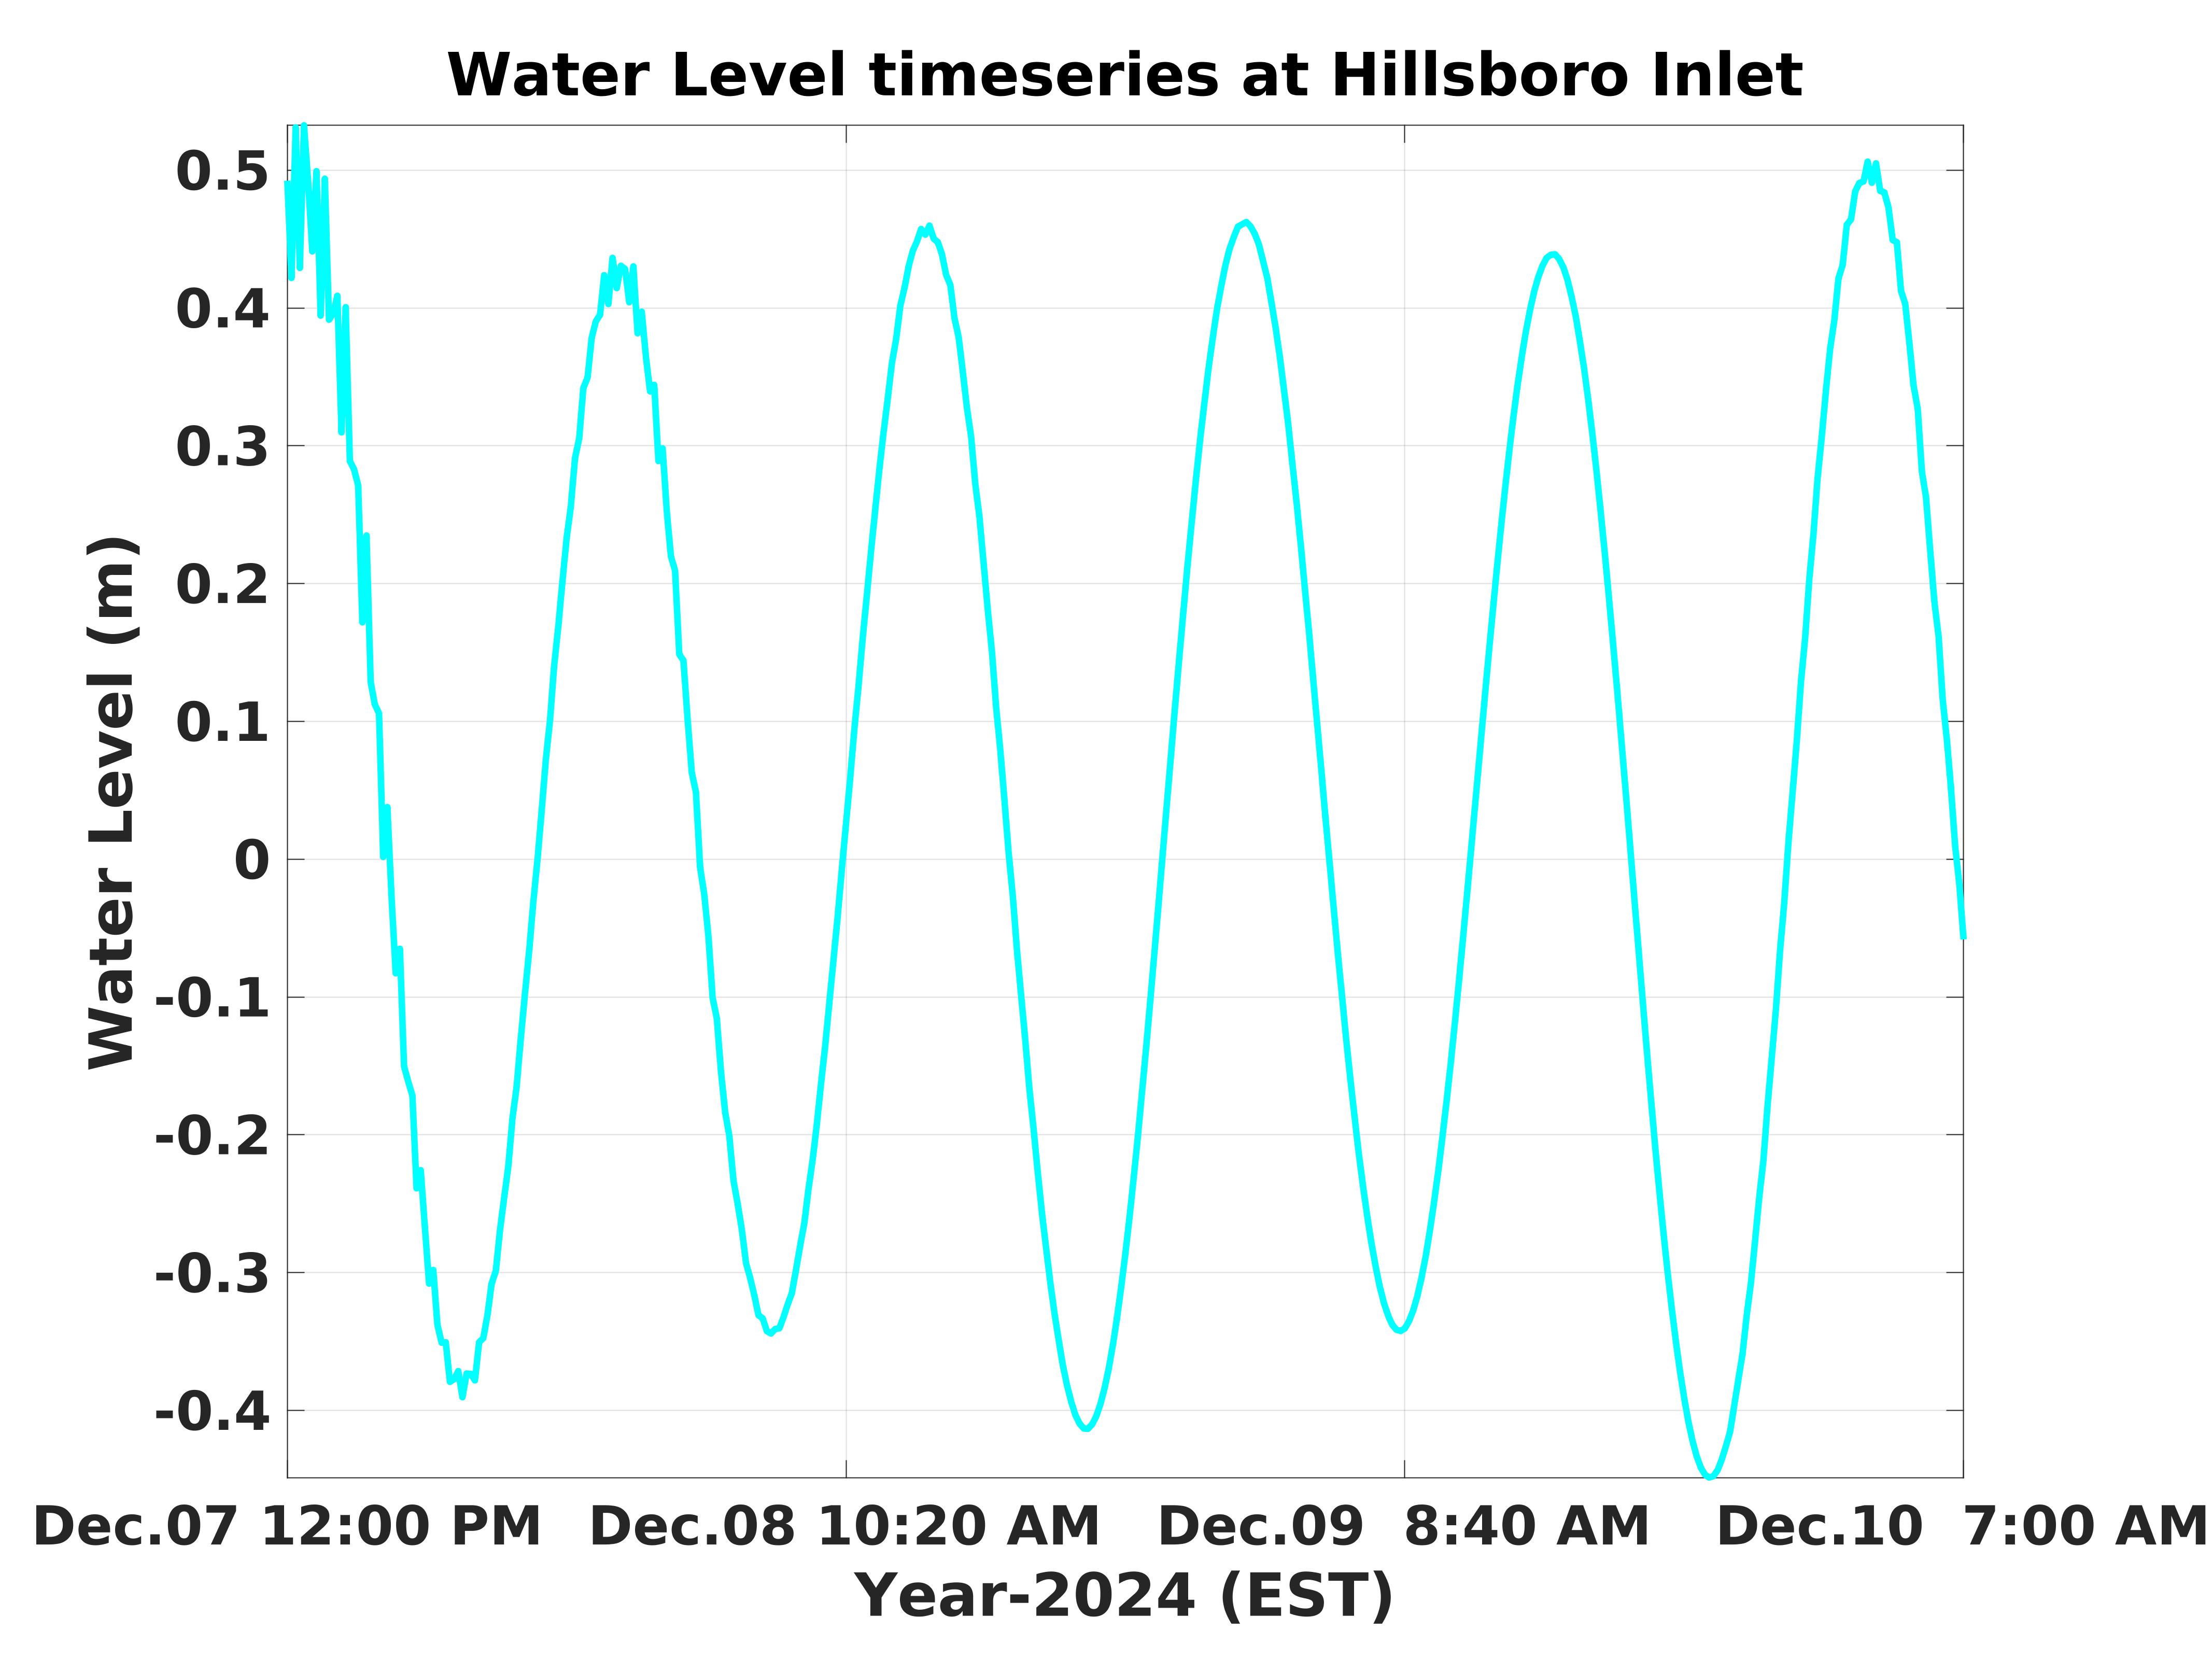 Water Level timeseries at Hillsboro Inlet
0.5
0.4
0.3
0.2
0.1
0
-0.1
-0.2
-0.3
-0.4
Water Level (m)
Dec.07 12:00 PM Dec.08 10:20 AM Dec.09 8:40 AM Dec.10 7:00 AM
Year-2024 (EST)